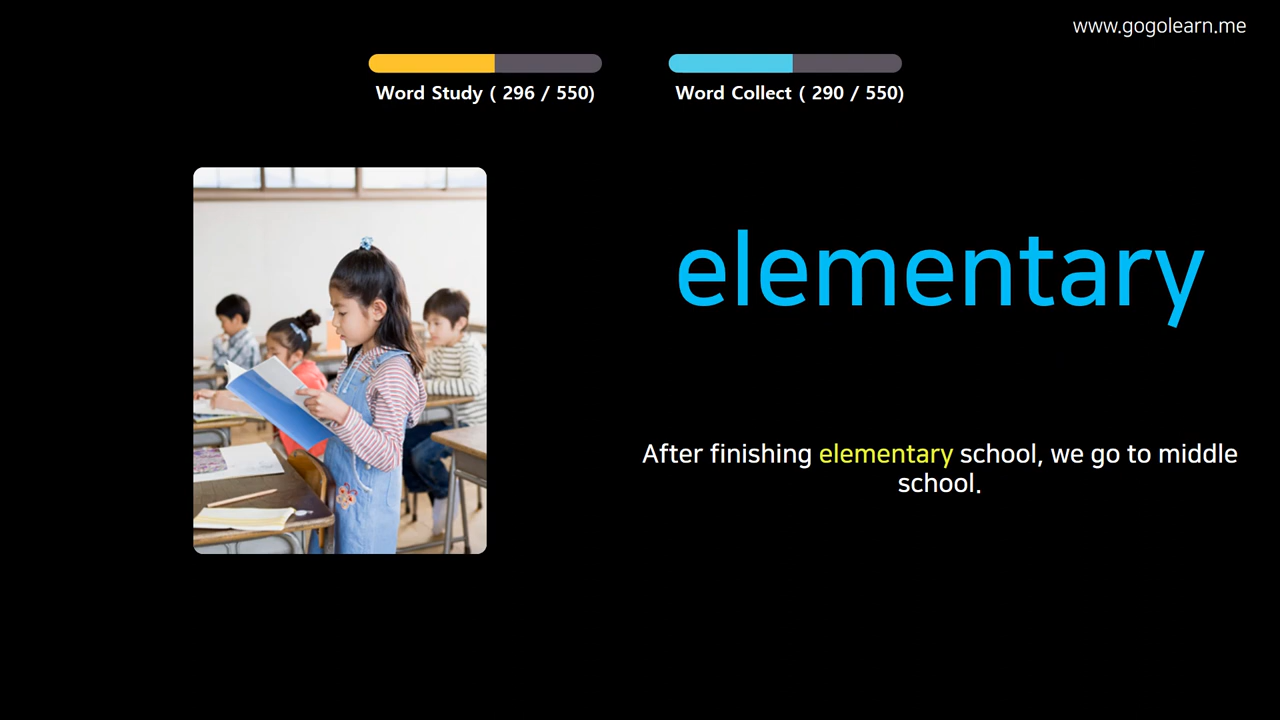 www.gogolearn.me
Word Study ( 296 / 550)
Word Collect ( 290 / 550)
elementary
After finishing elementary school, we go to middle
school.